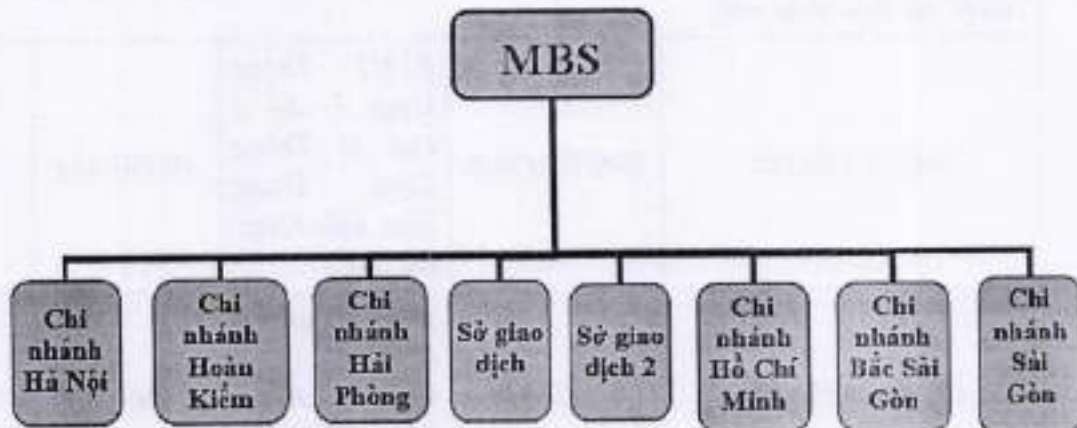 MBS
Chi
nhánh
Hà Nội
Chi
nhánh
Hoàn
Kiếm
Chi
nhánh
Hải
Phòng
Sở giao
dịch
Sở giao
dịch 2
Chi
nhánh
Hồ Chí
Minh
Chi
nhánh
Bắc Sài
Gòn
Chi
nhánh
Sài
Gòn